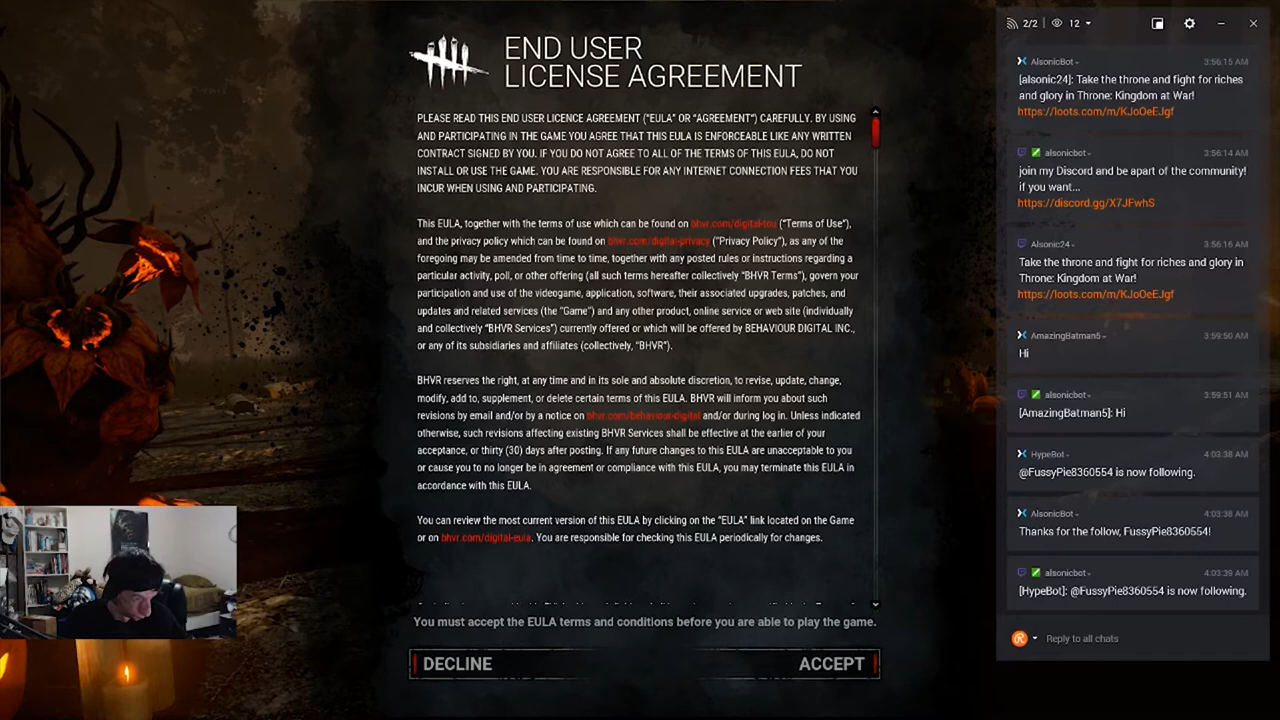 END USER
LICENSE AGREEMENT
PLEASE READ THIS END USER LICENCE AGREEMENT ("EULA" OR "AGREEMENT") CAREFULLY. BY USING
AND PARTICIPATING IN THE GAME YOU AGREE THAT THIS EULA IS ENFORCEABLE LIKE ANY WRITTEN
CONTRACT SIGNED BY YOU. IF YOU DO NOT AGREE TO ALL OF THE TERMS OF THIS EULA, DO NOT
INSTALL OR USE THE GAME. YOU ARE RESPONSIBLE FOR ANY INTERNET CONNECTION FEES THAT YOU
INCUR WHEN USING AND PARTICIPATING.
This EULA, together with the terms of use which can be found on bhvr.com/digital-tou ("Terms of Use"),
and the privacy policy which can be found on bhvr.com/digital-privacy ("Privacy Policy"), as any of the
foregoing may be amended from time to time, together with any posted rules or instructions regarding a
particular activity, poll, or other offering (all such terms hereafter collectively "BHVR Terms"), govern your
participation and use of the videogame, application, software, their associated upgrades, patches, and
updates and related services (the "Game") and any other product, online service or web site (individually
and collectively "BHVR Services") currently offered or which will be offered by BEHAVIOUR DIGITAL INC.,
or any of its subsidiaries and affiliates (collectively, "BHVR").
BHVR reserves the right, at any time and in its sole and absolute discretion, to revise, update, change,
modify, add to, supplement, or delete certain terms of this EULA. BHVR will inform you about such
revisions by email and/or by a notice on bhvr.com/behaviour-digital and/or during log in. Unless indicated
otherwise, such revisions affecting existing BHVR Services shall be effective at the earlier of your
acceptance, or thirty (30) days after posting. If any future changes to this EULA are unacceptable to you
or cause you to no longer be in agreement or compliance with this EULA, you may terminate this EULA in
accordance with this EULA.
You can review the most current version of this EULA by clicking on the "EULA" link located on the Game
or on bhvr.com/digital-eula. You are responsible for checking this EULA periodically for changes.
You must accept the EULA terms and conditions before you are able to play the game.
DECLINE
ACCEPT
2/2 12
AlsonicBot 3:56:15 AM
[alsonic24]: Take the throne and fight for riches
and glory in Throne: Kingdom at War!
https://loots.com/m/KJoOeEJgf
alsonicbot 3:56:14 AM
join my Discord and be apart of the community!
if you want...
https://discord.gg/X7JFwhS
Alsonic24 3:56:16 AM
Take the throne and fight for riches and glory in
Throne: Kingdom at War!
https://loots.com/m/KJoOeEJgf
AmazingBatman5 3:59:50 AM
Hi
alsonicbot 3:59:51 AM
[AmazingBatman5]: Hi
HypeBot 4:03:38 AM
@FussyPie8360554 is now following.
AlsonicBot 4:03:38 AM
Thanks for the follow, FussyPie8360554!
alsonicbot 4:03:39 AM
[HypeBot]: @FussyPie8360554 is now following.
Reply to all chats